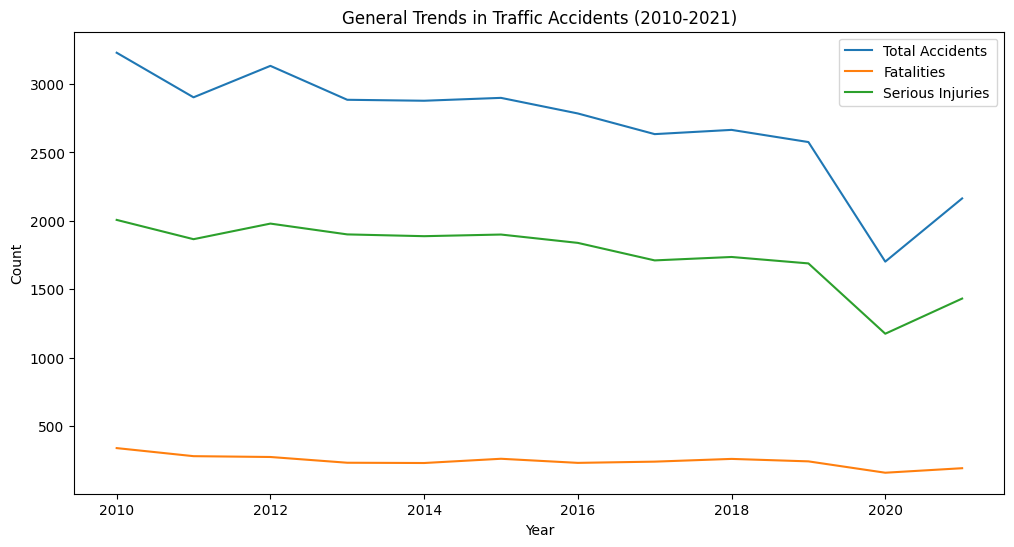 General Trends in Traffic Accidents (2010-2021)
Total Accidents
Fatalities
Serious Injuries
Count
3000
2500
2000
1500
1000
500
2010
2012
2014
2016
2018
2020
Year